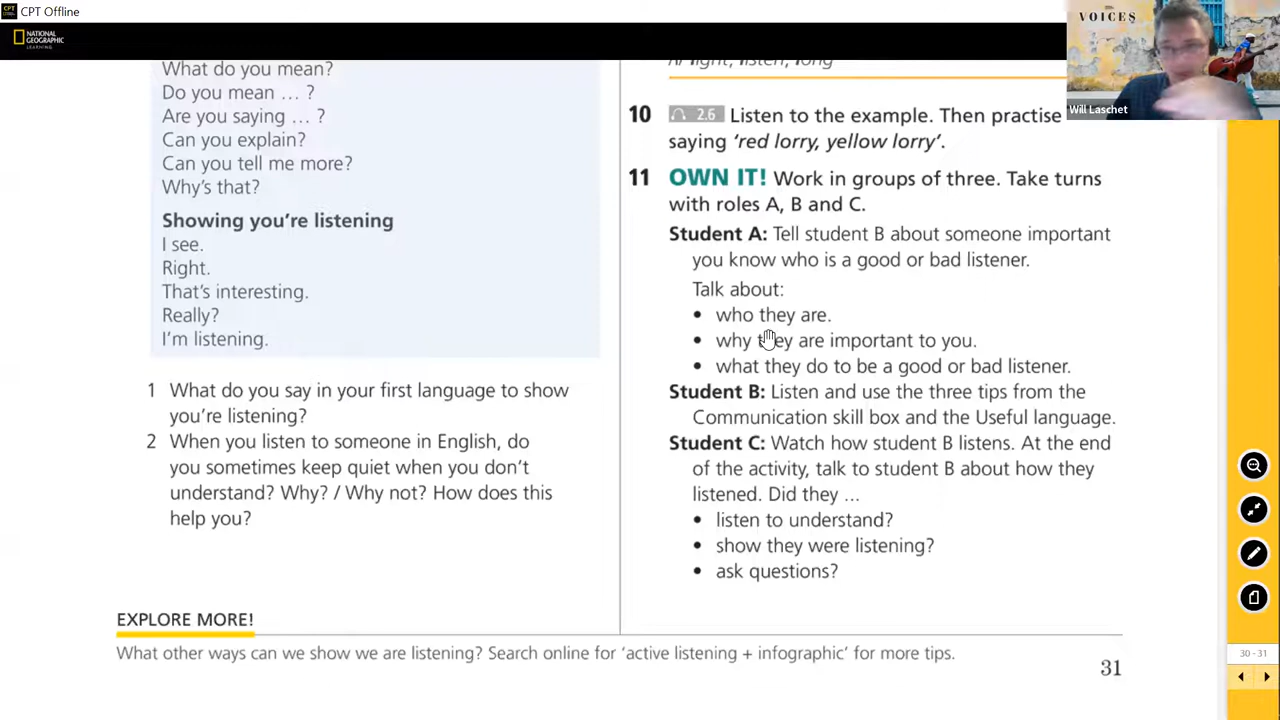 CPT Offline
NATIONAL
GEOGRAPHIC
LEARNING
VOICES
Will Laschet
What do you mean?
Do you mean … ?
Are you saying … ?
Can you explain?
Can you tell me more?
Why's that?
Showing you're listening
I see.
Right.
That's interesting.
Really?
I'm listening.
1 What do you say in your first language to show
you're listening?
2 When you listen to someone in English, do
you sometimes keep quiet when you don't
understand? Why? / Why not? How does this
help you?
light, listen, long
10 2.6 Listen to the example. Then practise
saying 'red lorry, yellow lorry'.
11 OWN IT! Work in groups of three. Take turns
with roles A, B and C.
Student A: Tell student B about someone important
you know who is a good or bad listener.
Talk about:
• who they are.
• why they are important to you.
• what they do to be a good or bad listener.
Student B: Listen and use the three tips from the
Communication skill box and the Useful language.
Student C: Watch how student B listens. At the end
of the activity, talk to student B about how they
listened. Did they ...
• listen to understand?
• show they were listening?
• ask questions?
EXPLORE MORE!
What other ways can we show we are listening? Search online for 'active listening + infographic' for more tips.
31
30 - 31